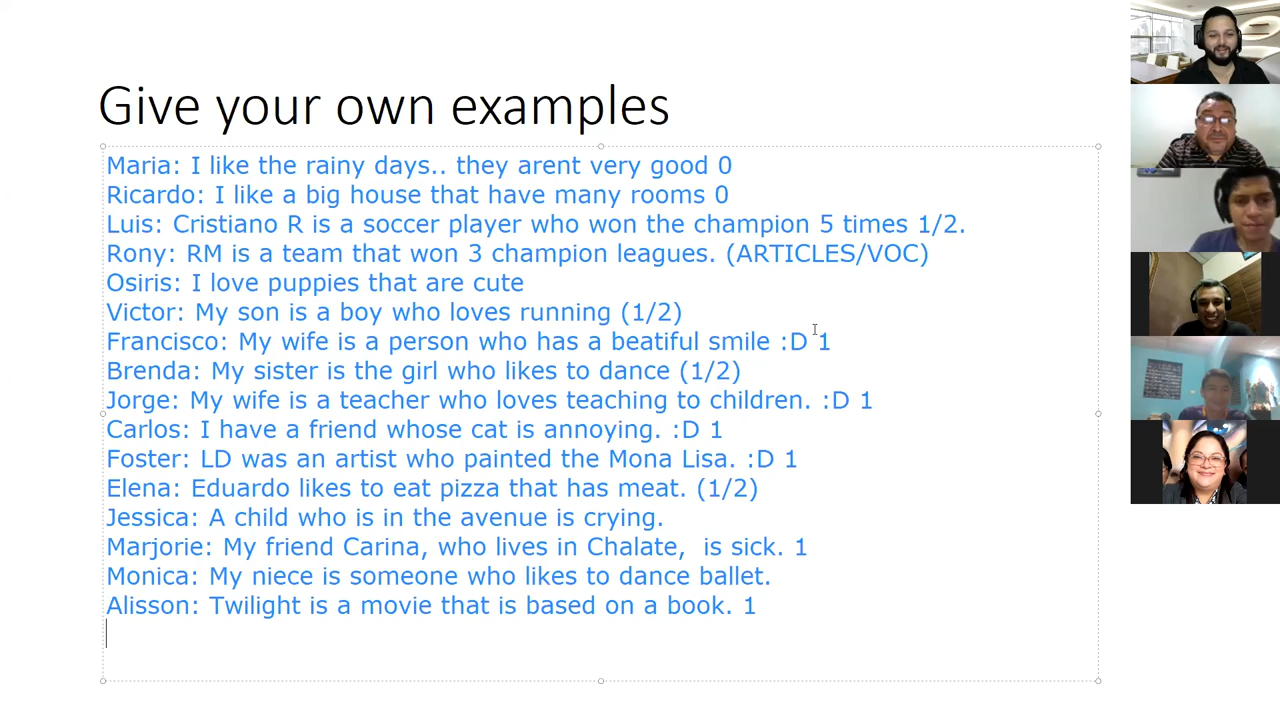 Give your own examples
Maria: I like the rainy days.. they arent very good 0
Ricardo: I like a big house that have many rooms 0
Luis: Cristiano R is a soccer player who won the champion 5 times 1/2.
Rony: RM is a team that won 3 champion leagues. (ARTICLES/VOC)
Osiris: I love puppies that are cute
Victor: My son is a boy who loves running (1/2)
Francisco: My wife is a person who has a beatiful smile :D 1
Brenda: My sister is the girl who likes to dance (1/2)
Jorge: My wife is a teacher who loves teaching to children. :D 1
Carlos: I have a friend whose cat is annoying. :D 1
Foster: LD was an artist who painted the Mona Lisa. :D 1
Elena: Eduardo likes to eat pizza that has meat. (1/2)
Jessica: A child who is in the avenue is crying.
Marjorie: My friend Carina, who lives in Chalate,  is sick. 1
Monica: My niece is someone who likes to dance ballet.
Alisson: Twilight is a movie that is based on a book. 1